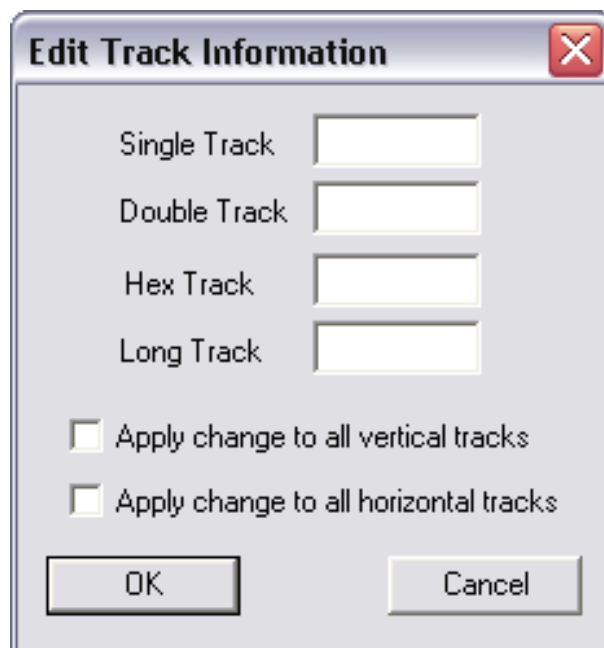 Edit Track Information
Single Track
Double Track
Hex Track
Long Track
Apply change to all vertical tracks
Apply change to all horizontal tracks
OK
Cancel